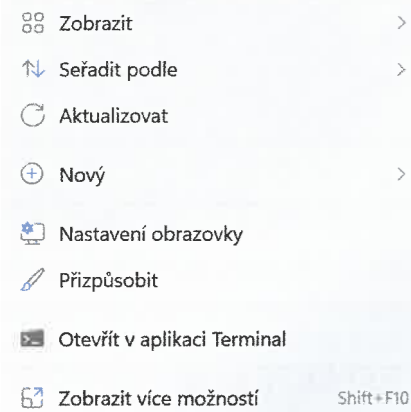 Zobrazit
Seřadit podle
Aktualizovat
Nový
Nastavení obrazovky
Přizpůsobit
Otevřít v aplikaci Terminal
Zobrazit více možností Shift+F10